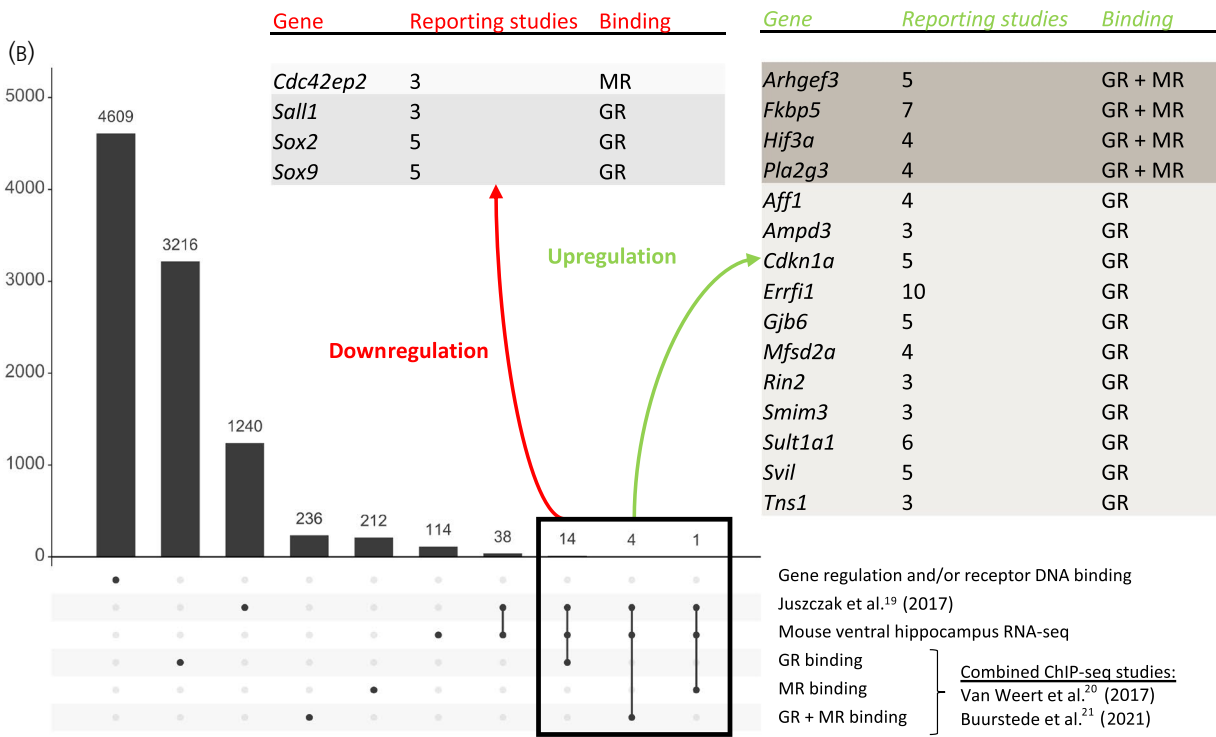 (B)
Gene Reporting studies Binding
Cdc42ep2 3 MR
Sall1 3 GR
Sox2 5 GR
Sox9 5 GR
Gene Reporting studies Binding
Arhgef3 5 GR + MR
Fkbp5 7 GR + MR
Hif3a 4 GR + MR
Pla2g3 4 GR + MR
Aff1 4 GR
Ampd3 3 GR
Cdkn1a 5 GR
Errfi1 10 GR
Gjb6 5 GR
Mfsd2a 4 GR
Rin2 3 GR
Smim3 3 GR
Sult1a1 6 GR
Svil 5 GR
Tns1 3 GR
Upregulation
Downregulation
5000
4000
3000
2000
1000
0
4609
3216
1240
236
212
114
38
14
4
1
Gene regulation and/or receptor DNA binding
Juszczak et al.19 (2017)
Mouse ventral hippocampus RNA-seq
GR binding
MR binding
GR + MR binding
Combined ChIP-seq studies:
Van Weert et al.20 (2017)
Buurstede et al.21 (2021)